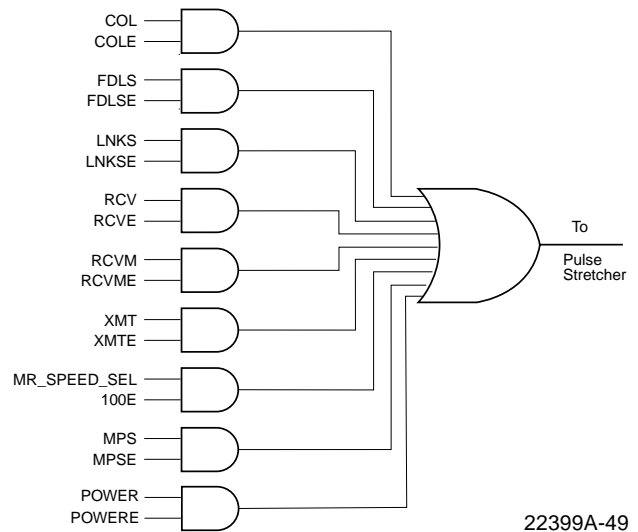 COL
COLE
FDLS
FDLSE
LNKS
LNKSE
RCV
RCVE
RCVM
RCVME
XMT
XMTE
MR_SPEED_SEL
100E
MPS
MPSE
POWER
POWERE
To
Pulse
Stretcher
22399A-49